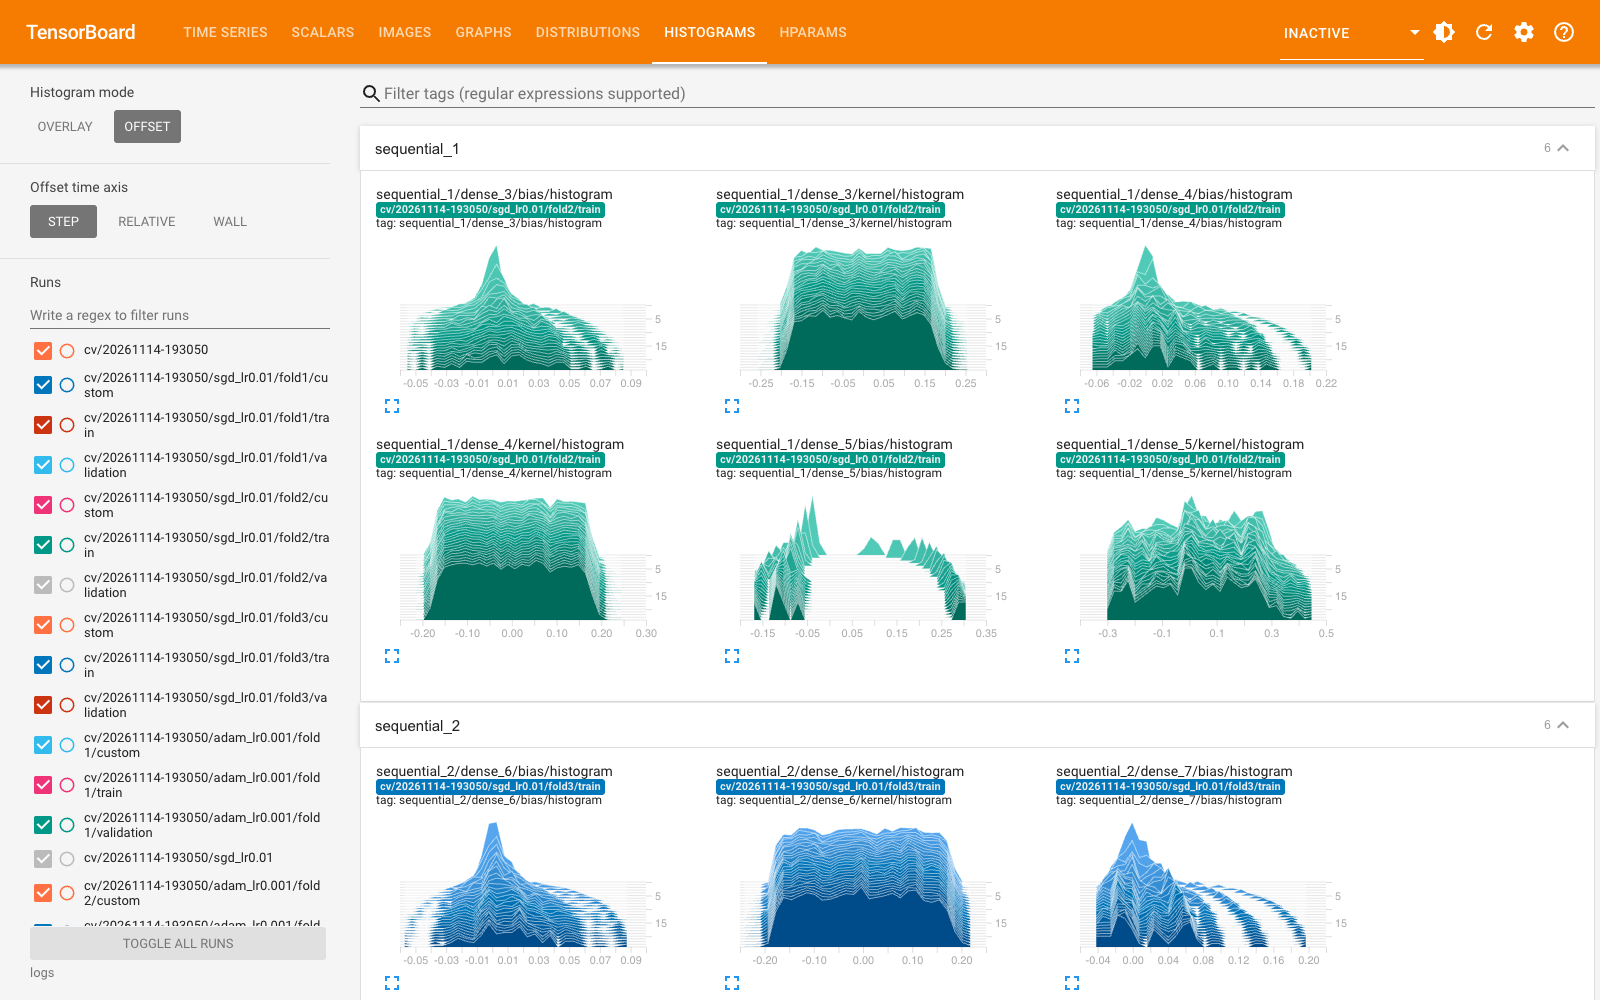 TensorBoard
TIME SERIES SCALARS IMAGES GRAPHS DISTRIBUTIONS HISTOGRAMS HPARAMS
INACTIVE
Histogram mode
OVERLAY OFFSET
Offset time axis
STEP RELATIVE WALL
Runs
Write a regex to filter runs
cv/20261114-193050
cv/20261114-193050/sgd_lr0.01/fold1/cu
stom
cv/20261114-193050/sgd_lr0.01/fold1/tra
in
cv/20261114-193050/sgd_lr0.01/fold1/va
lidation
cv/20261114-193050/sgd_lr0.01/fold2/cu
stom
cv/20261114-193050/sgd_lr0.01/fold2/tra
in
cv/20261114-193050/sgd_lr0.01/fold2/va
lidation
cv/20261114-193050/sgd_lr0.01/fold3/cu
stom
cv/20261114-193050/sgd_lr0.01/fold3/tra
in
cv/20261114-193050/sgd_lr0.01/fold3/va
lidation
cv/20261114-193050/adam_lr0.001/fold
1/custom
cv/20261114-193050/adam_lr0.001/fold
1/train
cv/20261114-193050/adam_lr0.001/fold
1/validation
cv/20261114-193050/sgd_lr0.01
cv/20261114-193050/adam_lr0.001/fold
2/custom
cv/20261114-193050/adam_lr0.001/fold
TOGGLE ALL RUNS
logs
Filter tags (regular expressions supported)
sequential_1
6
sequential_1/dense_3/bias/histogram
cv/20261114-193050/sgd_lr0.01/fold2/train
tag: sequential_1/dense_3/bias/histogram
5
15
-0.05 -0.03 -0.01 0.01 0.03 0.05 0.07 0.09
sequential_1/dense_3/kernel/histogram
cv/20261114-193050/sgd_lr0.01/fold2/train
tag: sequential_1/dense_3/kernel/histogram
5
15
-0.25 -0.15 -0.05 0.05 0.15 0.25
sequential_1/dense_4/bias/histogram
cv/20261114-193050/sgd_lr0.01/fold2/train
tag: sequential_1/dense_4/bias/histogram
5
15
-0.06 -0.02 0.02 0.06 0.10 0.14 0.18 0.22
sequential_1/dense_4/kernel/histogram
cv/20261114-193050/sgd_lr0.01/fold2/train
tag: sequential_1/dense_4/kernel/histogram
5
15
-0.20 -0.10 0.00 0.10 0.20 0.30
sequential_1/dense_5/bias/histogram
cv/20261114-193050/sgd_lr0.01/fold2/train
tag: sequential_1/dense_5/bias/histogram
5
15
-0.15 -0.05 0.05 0.15 0.25 0.35
sequential_1/dense_5/kernel/histogram
cv/20261114-193050/sgd_lr0.01/fold2/train
tag: sequential_1/dense_5/kernel/histogram
5
15
-0.3 -0.1 0.1 0.3 0.5
sequential_2
6
sequential_2/dense_6/bias/histogram
cv/20261114-193050/sgd_lr0.01/fold3/train
tag: sequential_2/dense_6/bias/histogram
5
15
-0.05 -0.03 -0.01 0.01 0.03 0.05 0.07 0.09
sequential_2/dense_6/kernel/histogram
cv/20261114-193050/sgd_lr0.01/fold3/train
tag: sequential_2/dense_6/kernel/histogram
5
15
-0.20 -0.10 0.00 0.10 0.20
sequential_2/dense_7/bias/histogram
cv/20261114-193050/sgd_lr0.01/fold3/train
tag: sequential_2/dense_7/bias/histogram
5
15
-0.04 0.00 0.04 0.08 0.12 0.16 0.20